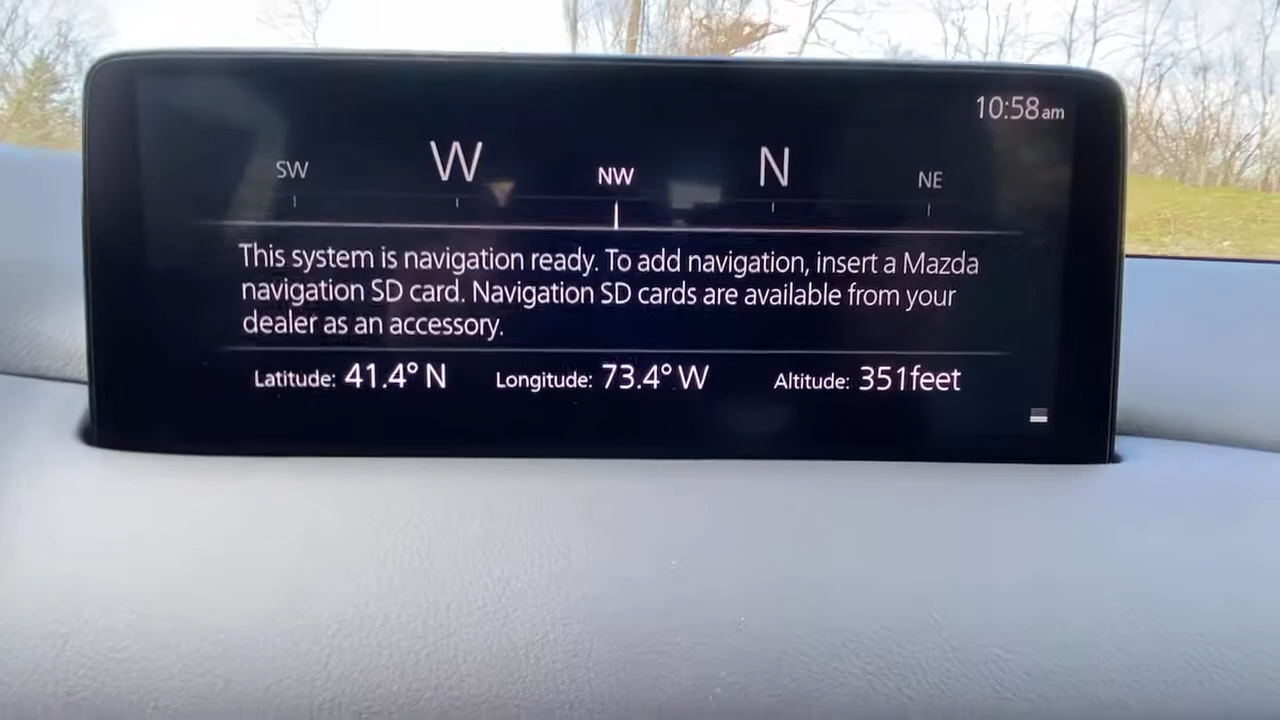 10:58am
SW W NW N NE
This system is navigation ready. To add navigation, insert a Mazda
navigation SD card. Navigation SD cards are available from your
dealer as an accessory.
Latitude: 41.4° N Longitude: 73.4° W Altitude: 351feet